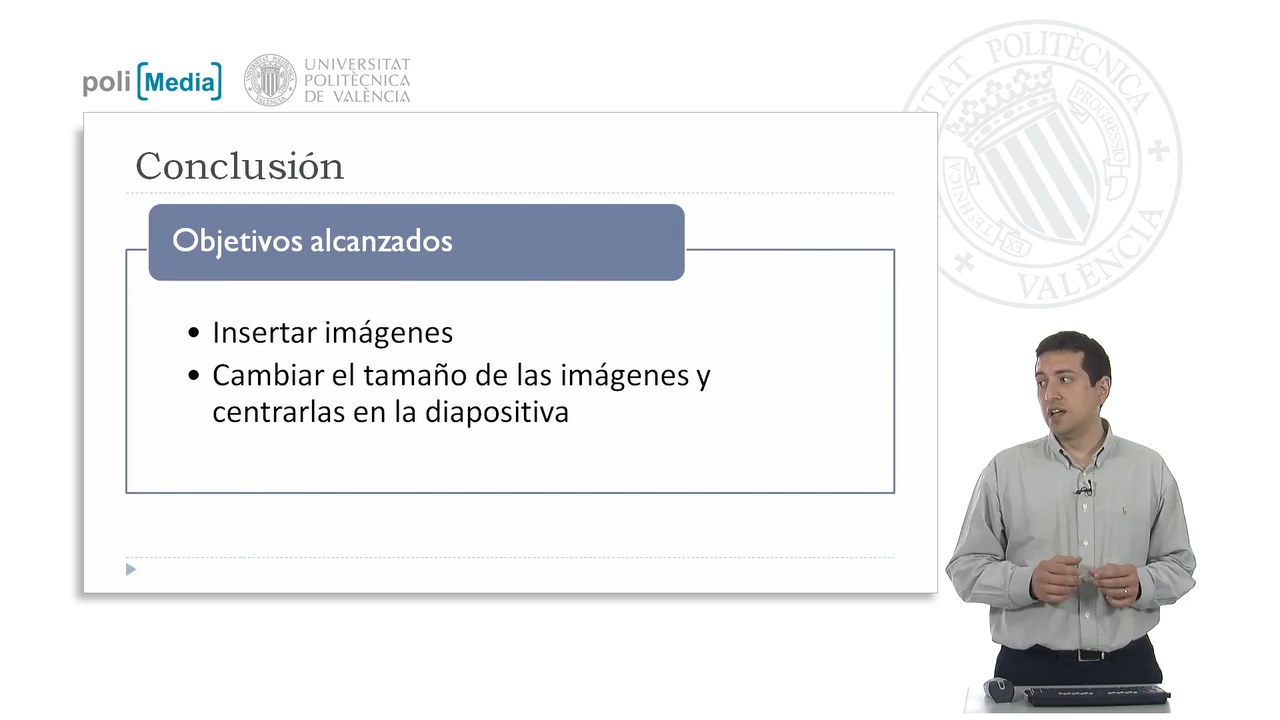 poli [Media]
UNIVERSITAT
POLITÈCNICA
DE VALÈNCIA
Conclusión
Objetivos alcanzados
• Insertar imágenes
• Cambiar el tamaño de las imágenes y
centrarlas en la diapositiva
POLITÈCNICA
VALÈNCIA
PROGRESSIO
EX